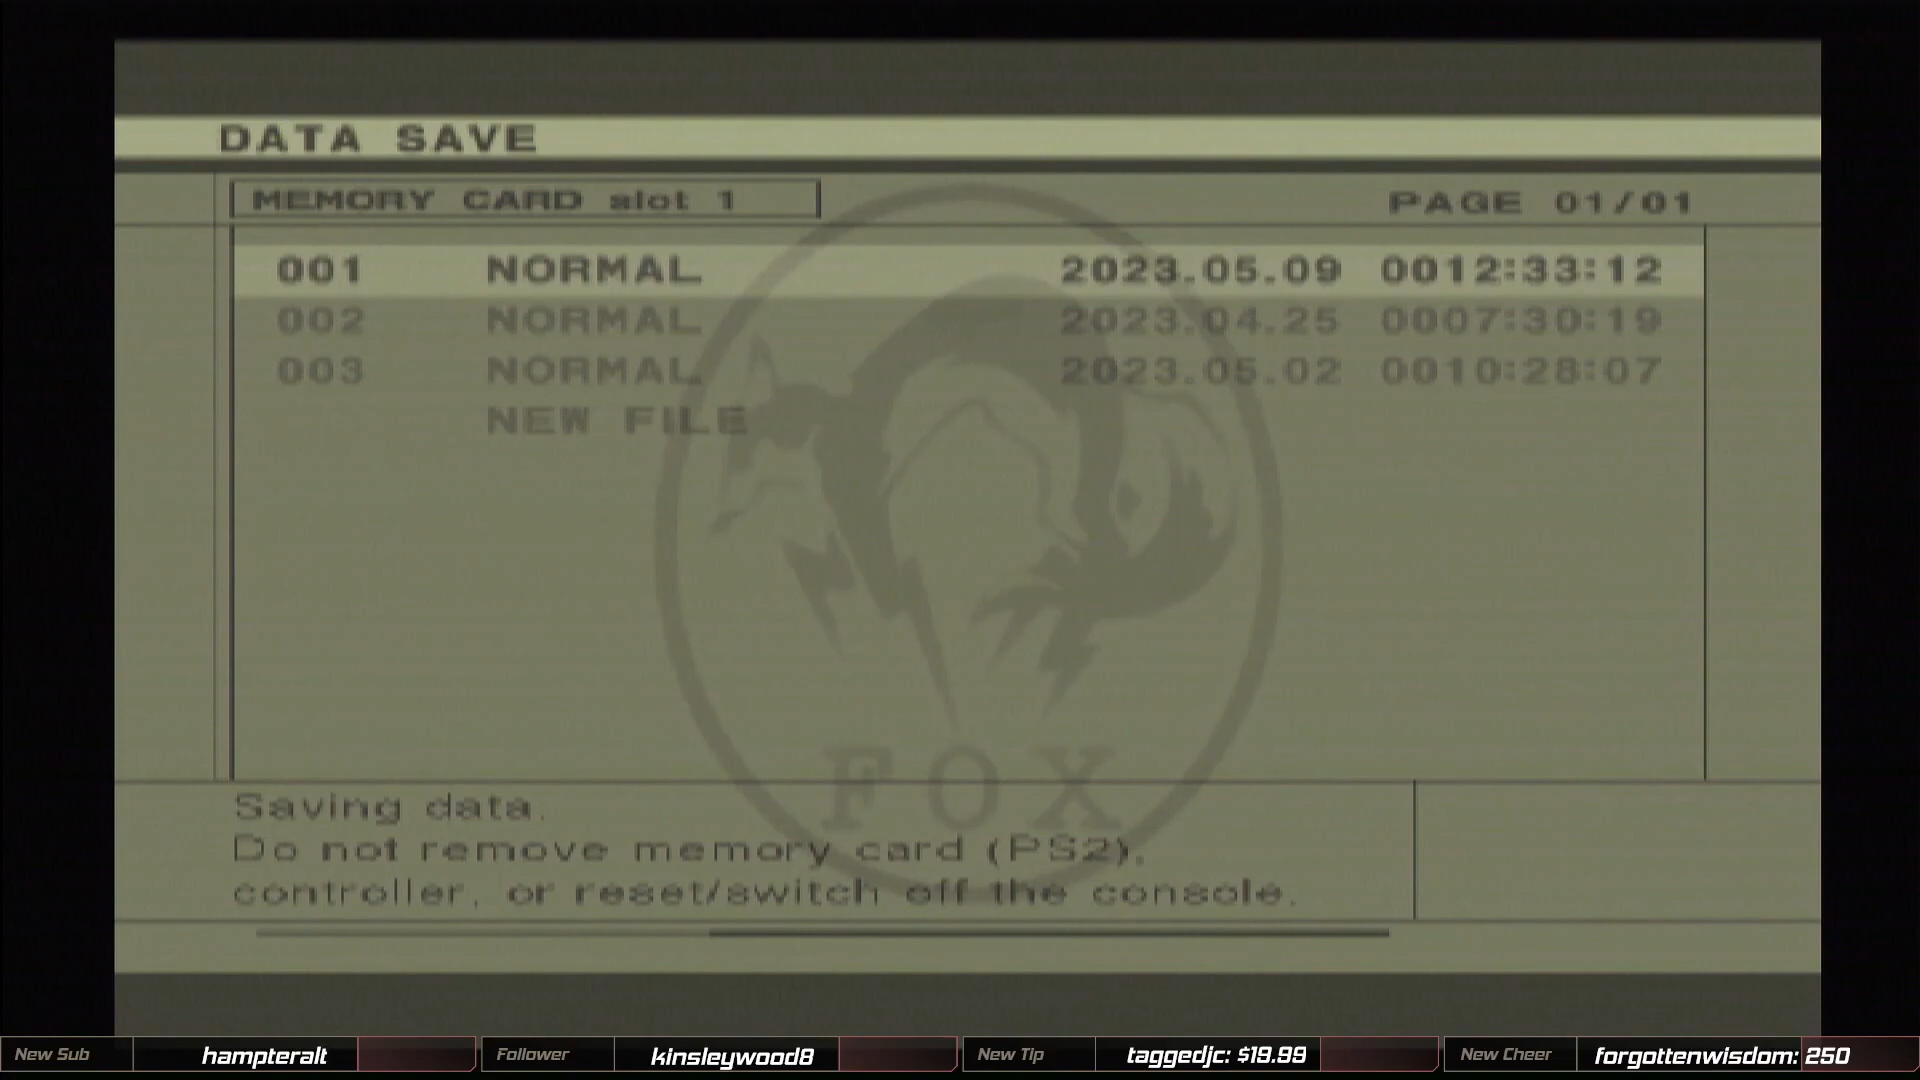 DATA SAVE
MEMORY CARD slot 1
PAGE 01/01
001 NORMAL 2023.05.09 0012:33:12
002 NORMAL 2023.04.25 0007:30:19
003 NORMAL 2023.05.02 0010:28:07
NEW FILE
FOX
Saving data.
Do not remove memory card (PS2),
controller, or reset/switch off the console.
New Sub hampteralt Follower kinsleywood8 New Tip taggedjc: $19.99 New Cheer forgottenwisdom: 250